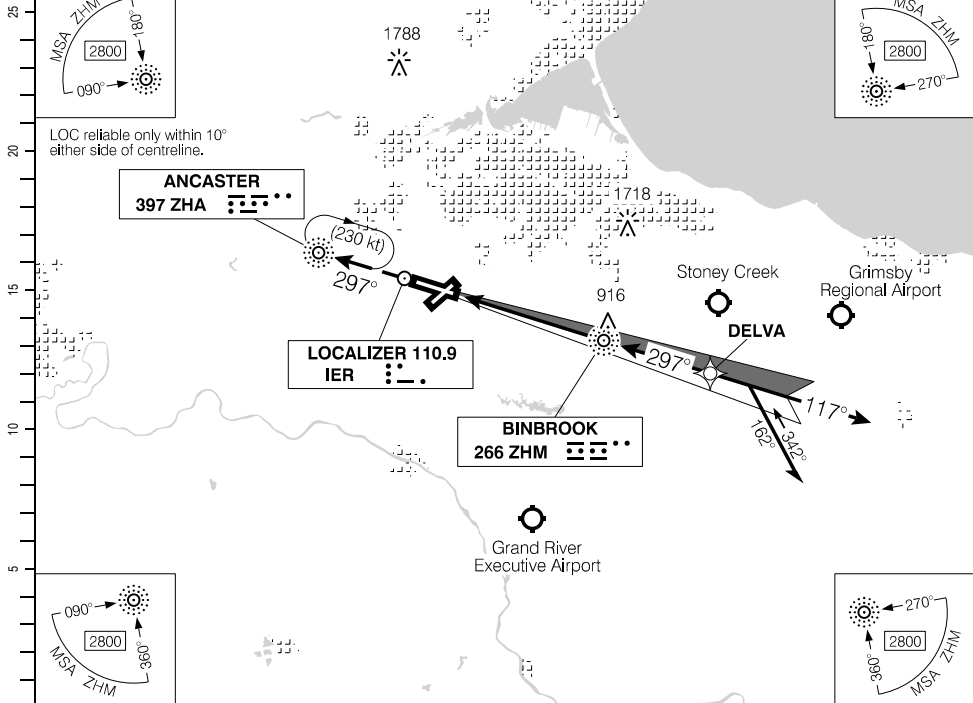 25
20
15
10
5
MSA ZHM
180°
2800
090°
1788
MSA ZHM
180°
2800
270°
LOC reliable only within 10°
either side of centreline.
ANCASTER
397 ZHA
1718
(230 kt)
297°
Stoney Creek
Grimsby
Regional Airport
916
DELVA
LOCALIZER 110.9
IER
297°
117°
BINBROOK
266 ZHM
162°
342°
Grand River
Executive Airport
090°
2800
360°
MSA ZHM
270°
2800
360°
MSA ZHM